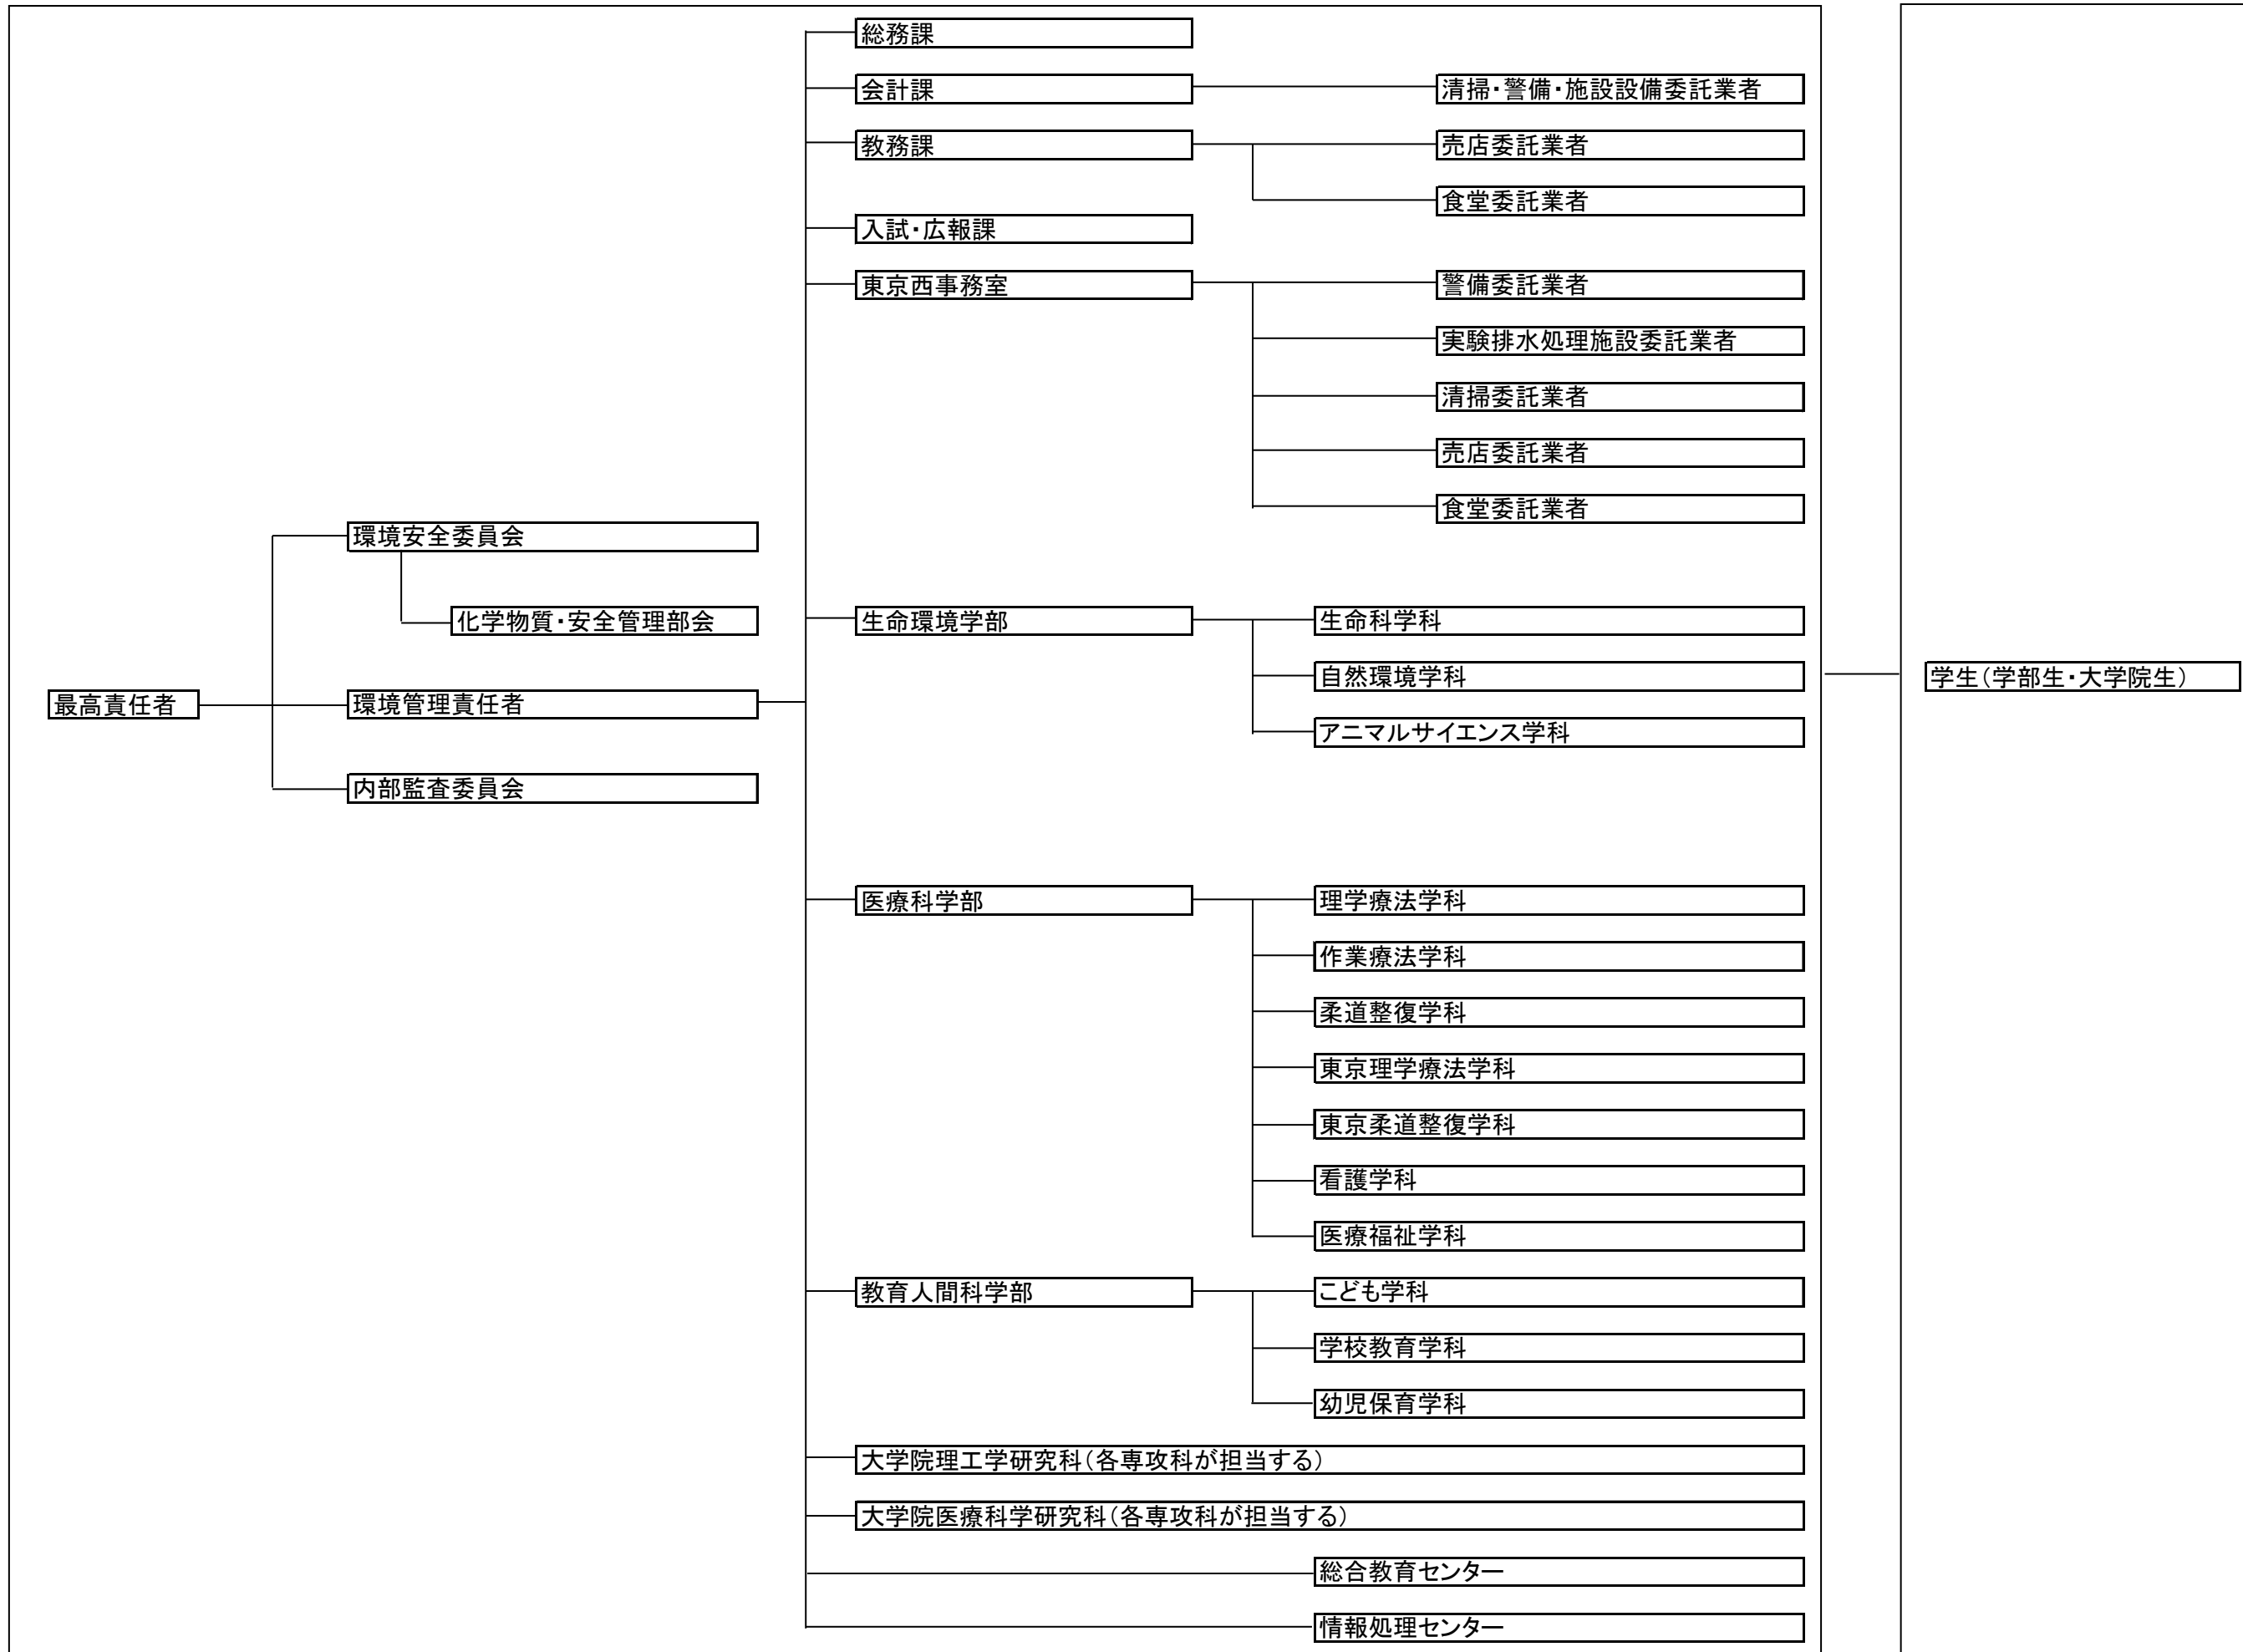 総務課
会計課
清掃・警備・施設設備委託業者
教務課
売店委託業者
食堂委託業者
入試・広報課
東京西事務室
警備委託業者
実験排水処理施設委託業者
清掃委託業者
売店委託業者
食堂委託業者
環境安全委員会
化学物質・安全管理部会
生命環境学部
生命科学科
自然環境学科
学生（学部生・大学院生）
最高責任者
環境管理責任者
アニマルサイエンス学科
内部監査委員会
医療科学部
理学療法学科
作業療法学科
柔道整復学科
東京理学療法学科
東京柔道整復学科
看護学科
医療福祉学科
教育人間科学部
こども学科
学校教育学科
幼児保育学科
大学院理工学研究科（各専攻科が担当する）
大学院医療科学研究科（各専攻科が担当する）
総合教育センター
情報処理センター